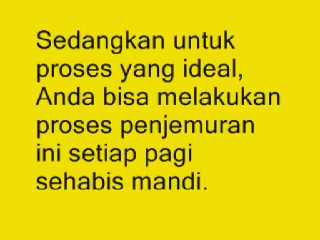 Sedangkan untuk
proses yang ideal,
Anda bisa melakukan
proses penjemuran
ini setiap pagi
sehabis mandi.